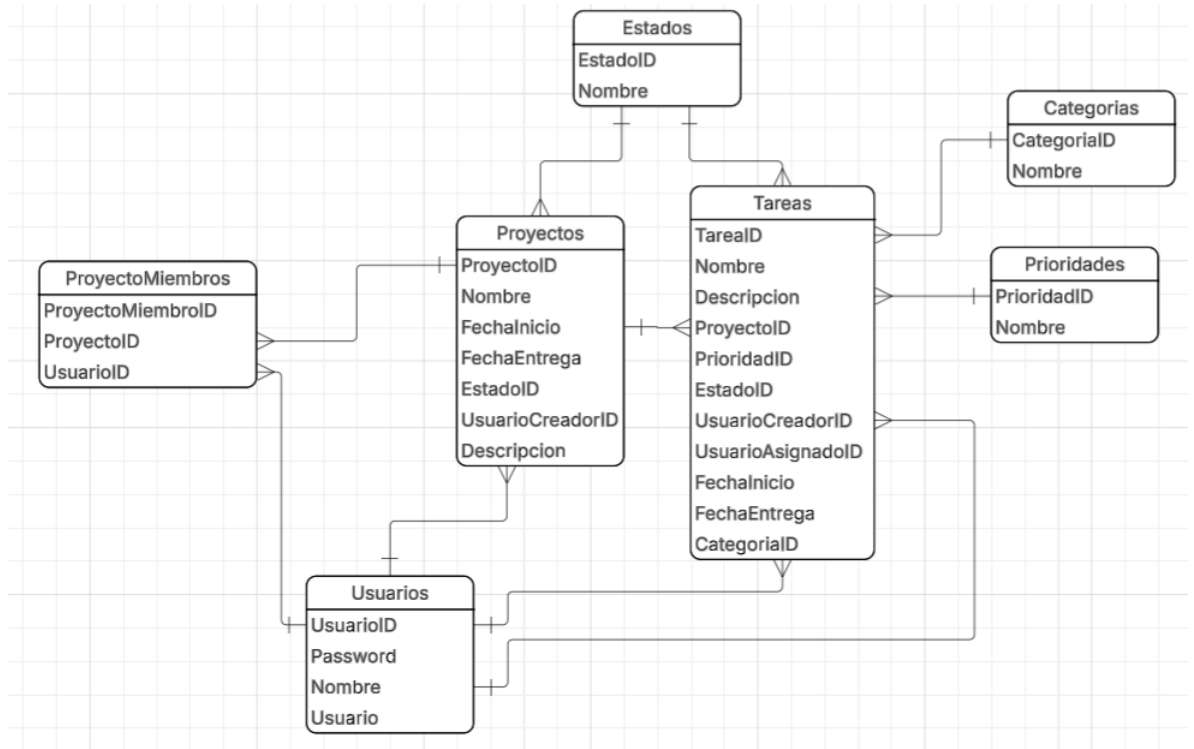 Estados
EstadoID
Nombre
Categorias
CategoriaID
Nombre
Tareas
TareaID
Nombre
Descripcion
ProyectoID
PrioridadID
EstadoID
UsuarioCreadorID
UsuarioAsignadoID
FechaInicio
FechaEntrega
CategoriaID
Proyectos
ProyectoID
Nombre
FechaInicio
FechaEntrega
EstadoID
UsuarioCreadorID
Descripcion
Prioridades
PrioridadID
Nombre
ProyectoMiembros
ProyectoMiembroID
ProyectoID
UsuarioID
Usuarios
UsuarioID
Password
Nombre
Usuario